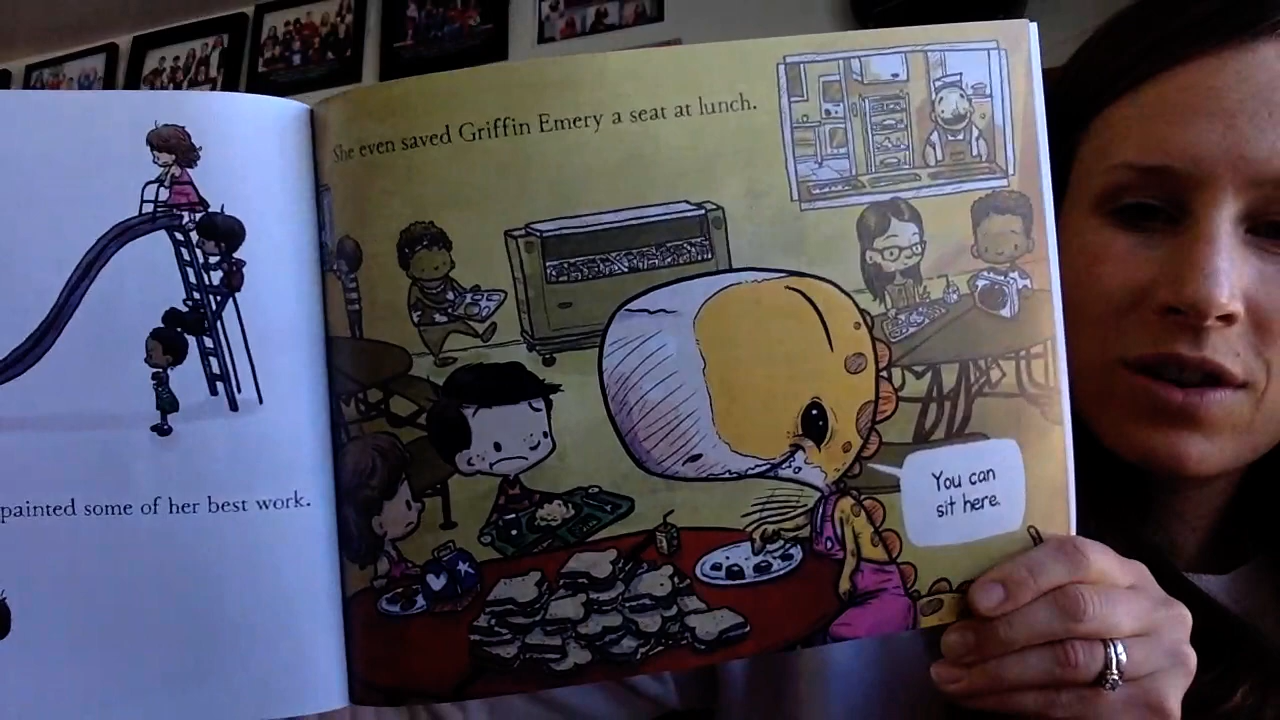 painted some of her best work.
She even saved Griffin Emery a seat at lunch.
You can
sit here.